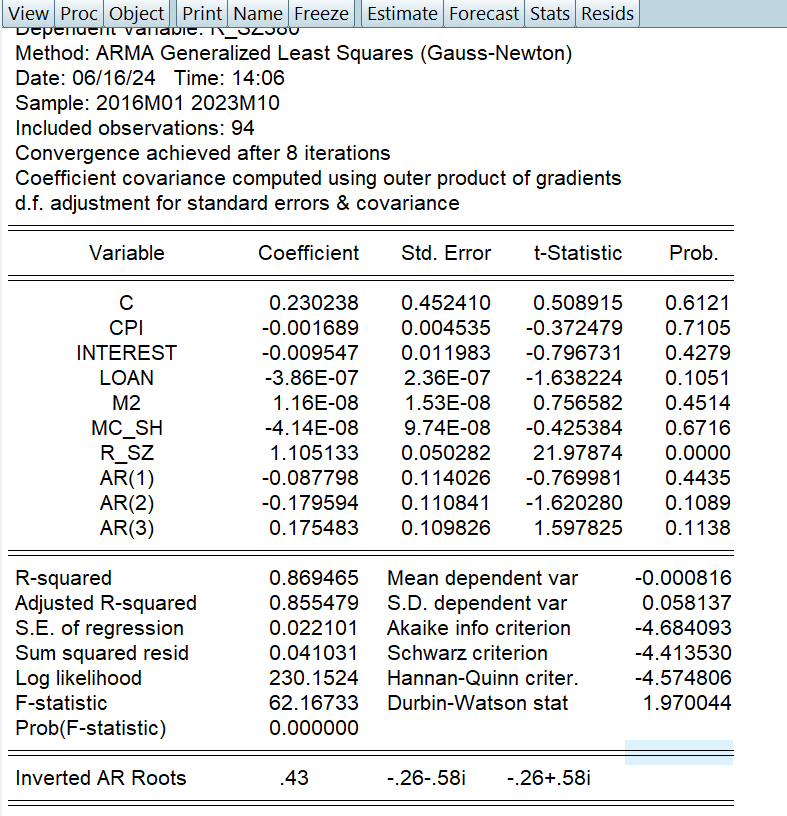 View Proc Object Print Name Freeze Estimate Forecast Stats Resids
Dependent Variable: R_SZ380
Method: ARMA Generalized Least Squares (Gauss-Newton)
Date: 06/16/24 Time: 14:06
Sample: 2016M01 2023M10
Included observations: 94
Convergence achieved after 8 iterations
Coefficient covariance computed using outer product of gradients
d.f. adjustment for standard errors & covariance
Variable Coefficient Std. Error t-Statistic Prob.
C 0.230238 0.452410 0.508915 0.6121
CPI -0.001689 0.004535 -0.372479 0.7105
INTEREST -0.009547 0.011983 -0.796731 0.4279
LOAN -3.86E-07 2.36E-07 -1.638224 0.1051
M2 1.16E-08 1.53E-08 0.756582 0.4514
MC_SH -4.14E-08 9.74E-08 -0.425384 0.6716
R_SZ 1.105133 0.050282 21.97874 0.0000
AR(1) -0.087798 0.114026 -0.769981 0.4435
AR(2) -0.179594 0.110841 -1.620280 0.1089
AR(3) 0.175483 0.109826 1.597825 0.1138
R-squared 0.869465 Mean dependent var -0.000816
Adjusted R-squared 0.855479 S.D. dependent var 0.058137
S.E. of regression 0.022101 Akaike info criterion -4.684093
Sum squared resid 0.041031 Schwarz criterion -4.413530
Log likelihood 230.1524 Hannan-Quinn criter. -4.574806
F-statistic 62.16733 Durbin-Watson stat 1.970044
Prob(F-statistic) 0.000000
Inverted AR Roots .43 -.26-.58i -.26+.58i